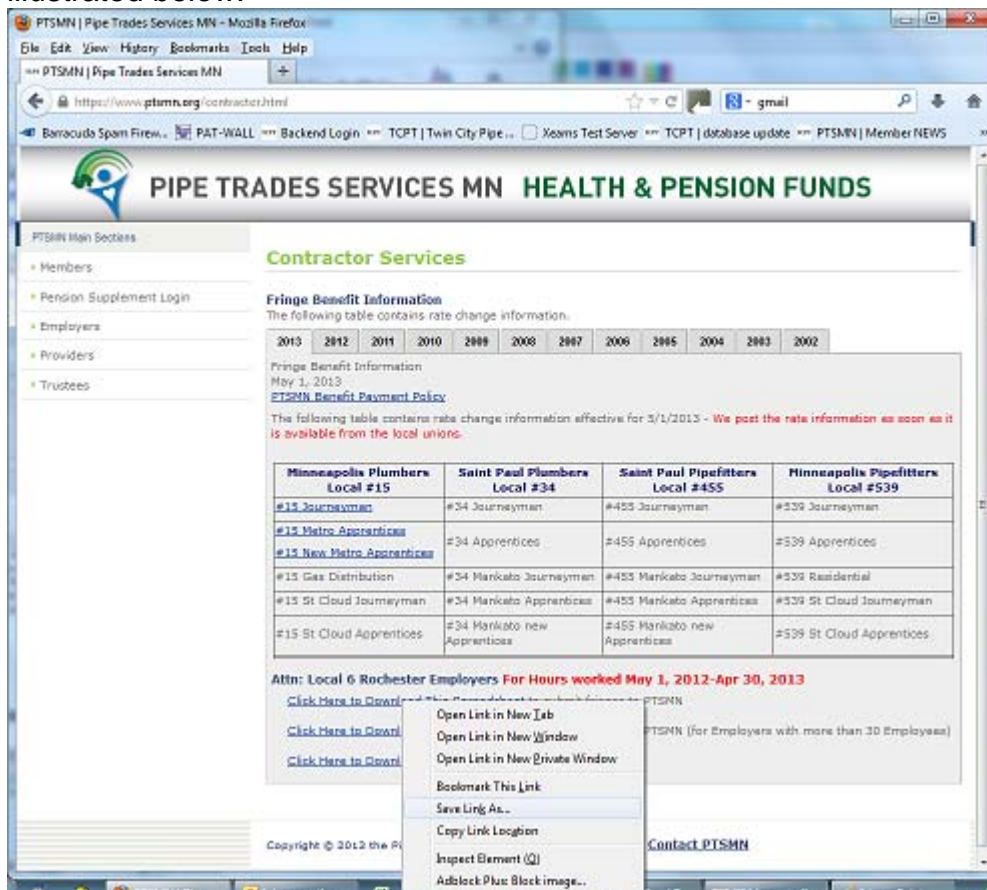 illustrated below:
PTSMN | Pipe Trades Services MN - Mozilla Firefox
File Edit View History Bookmarks Tools Help
PTSMN | Pipe Trades Services MN
https://www.ptsmn.org/contractor.html
gmail
Barracuda Spam Firew... PAT-WALL Backend Login TCPT | Twin City Pipe ... Xeams Test Server TCPT | database update PTSMN | Member NEWS
PIPE TRADES SERVICES MN HEALTH & PENSION FUNDS
PTSMN Main Sections
Members
Pension Supplement Login
Employers
Providers
Trustees
Contractor Services
Fringe Benefit Information
The following table contains rate change information.
2013 2012 2011 2010 2009 2008 2007 2006 2005 2004 2003 2002
Fringe Benefit Information
May 1, 2013
PTSMN Benefit Payment Policy
The following table contains rate change information effective for 5/1/2013 - We post the rate information as soon as it
is available from the local unions.
Minneapolis Plumbers Local #15 Saint Paul Plumbers Local #34 Saint Paul Pipefitters Local #455 Minneapolis Pipefitters Local #539
#15 Journeyman #34 Journeyman #455 Journeyman #539 Journeyman
#15 Metro Apprentices
#15 New Metro Apprentices #34 Apprentices #455 Apprentices #539 Apprentices
#15 Gas Distribution #34 Mankato Journeymen #455 Mankato Journeyman #539 Residential
#15 St Cloud Journeyman #34 Mankato Apprentices #455 Mankato Apprentices #539 St Cloud Journeyman
#15 St Cloud Apprentices #34 Mankato new Apprentices #455 Mankato new Apprentices #539 St Cloud Apprentices
Attn: Local 6 Rochester Employers For Hours worked May 1, 2012-Apr 30, 2013
Click Here to Download This Spreadsheet to submit fringes to PTSMN
Click Here to Downl PTSMN (for Employers with more than 30 Employees)
Click Here to Downl
Open Link in New Tab
Open Link in New Window
Open Link in New Private Window
Bookmark This Link
Save Link As...
Copy Link Location
Inspect Element (Q)
Adblock Plus: Block image...
Copyright © 2012 the Pi
Contact PTSMN